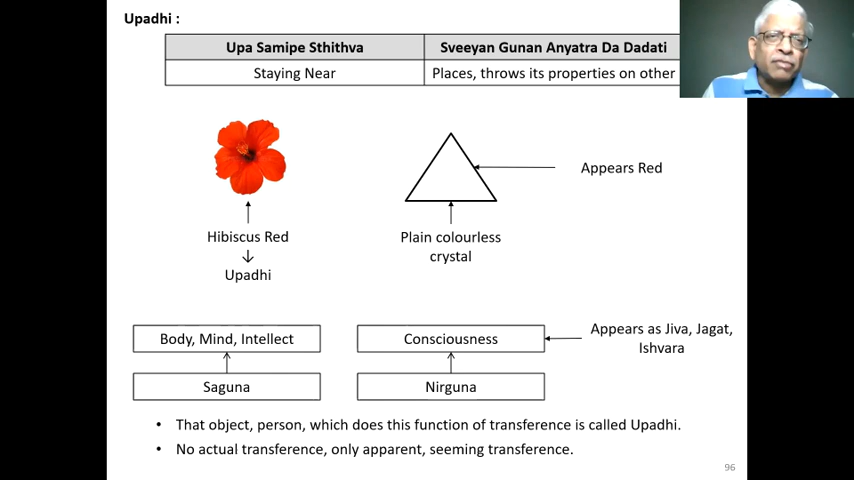 Upadhi :
Upa Samipe Sthithva
Sveeyan Gunan Anyatra Da Dadati
Staying Near
Places, throws its properties on other
Appears Red
Hibiscus Red
Upadhi
Plain colourless
crystal
Body, Mind, Intellect
Consciousness
Appears as Jiva, Jagat,
Ishvara
Saguna
Nirguna
• That object, person, which does this function of transference is called Upadhi.
• No actual transference, only apparent, seeming transference.
96